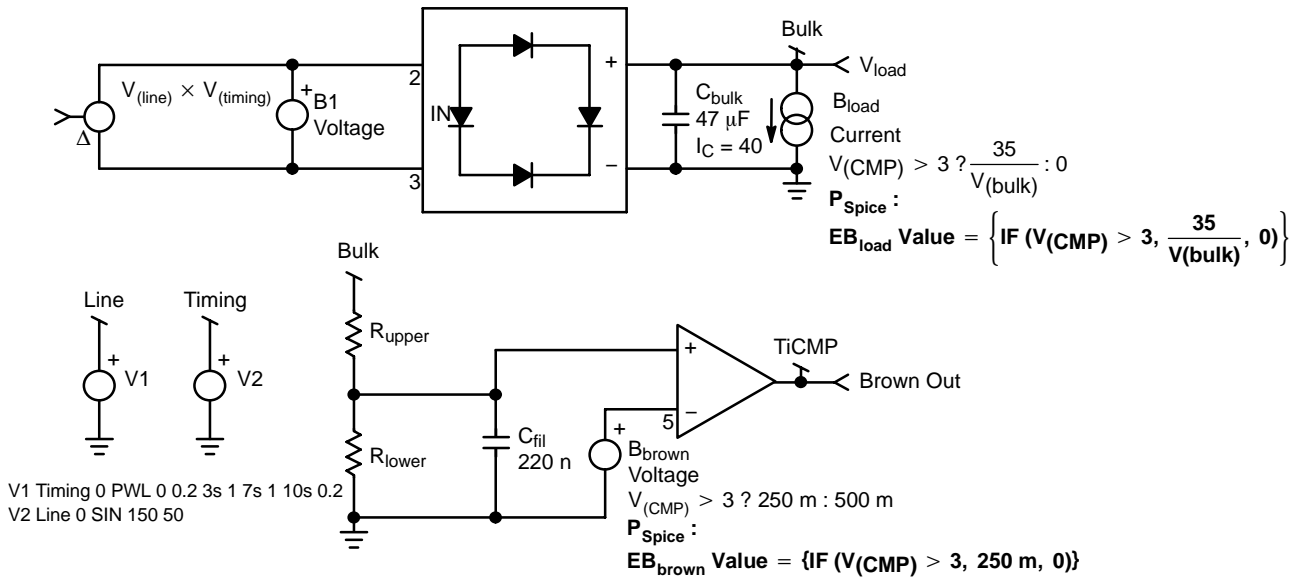 Bulk
V(line) × V(timing)
Δ
+
B1
Voltage
2
3
IN
+
−
Cbulk
47 µF
IC = 40
Vload
Bload
Current
V(CMP) > 3 ? 35 / V(bulk) : 0
PSpice :
EBload Value = {IF (V(CMP) > 3, 35 / V(bulk), 0)}
Line
+
V1
Timing
+
V2
Bulk
Rupper
Rlower
Cfil
220 n
+
−
5
TiCMP
Brown Out
+
Bbrown
Voltage
V(CMP) > 3 ? 250 m : 500 m
PSpice :
EBbrown Value = {IF (V(CMP) > 3, 250 m, 0)}
V1 Timing 0 PWL 0 0.2 3s 1 7s 1 10s 0.2
V2 Line 0 SIN 150 50